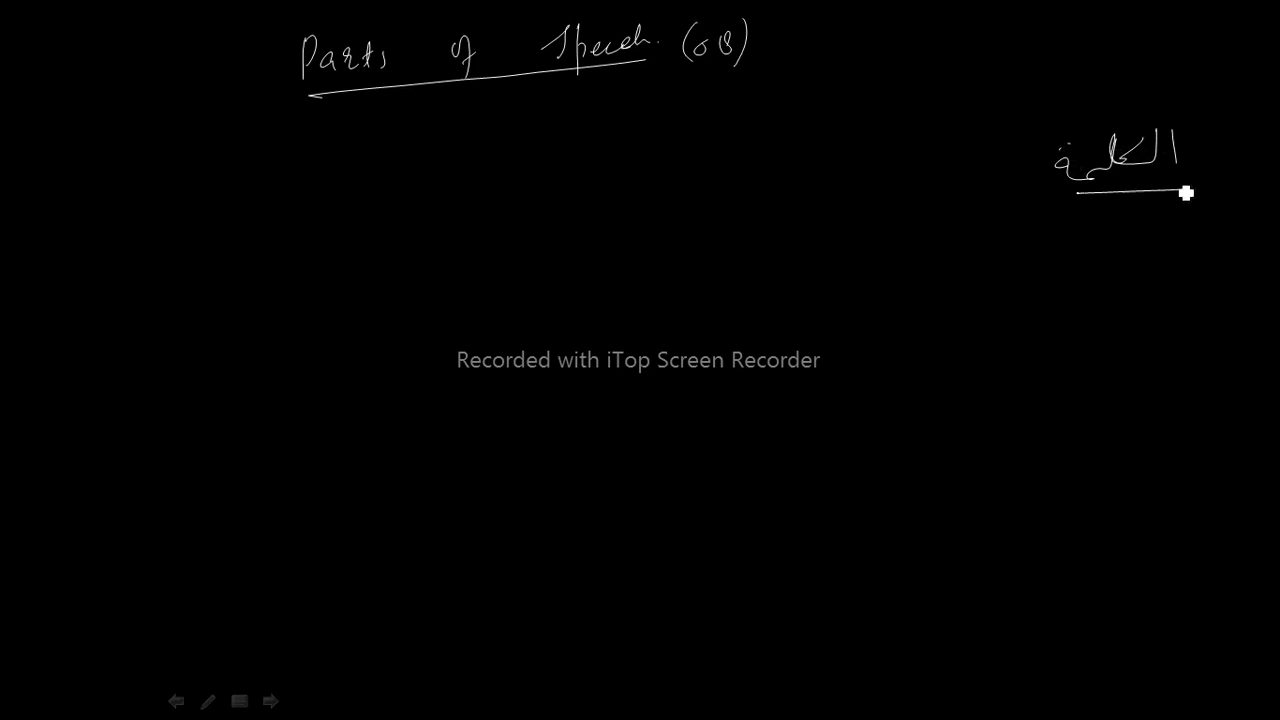 Parts of Speech. (08)
الكلمة
Recorded with iTop Screen Recorder